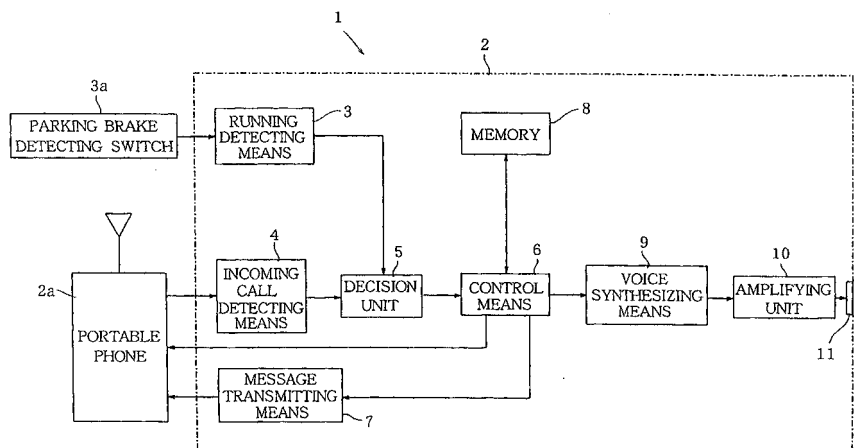 1
2
3a
PARKING BRAKE
DETECTING SWITCH
RUNNING
DETECTING
MEANS
3
MEMORY
8
2a
PORTABLE
PHONE
4
INCOMING
CALL
DETECTING
MEANS
5
DECISION
UNIT
6
CONTROL
MEANS
9
VOICE
SYNTHESIZING
MEANS
10
AMPLIFYING
UNIT
11
MESSAGE
TRANSMITTING
MEANS
7